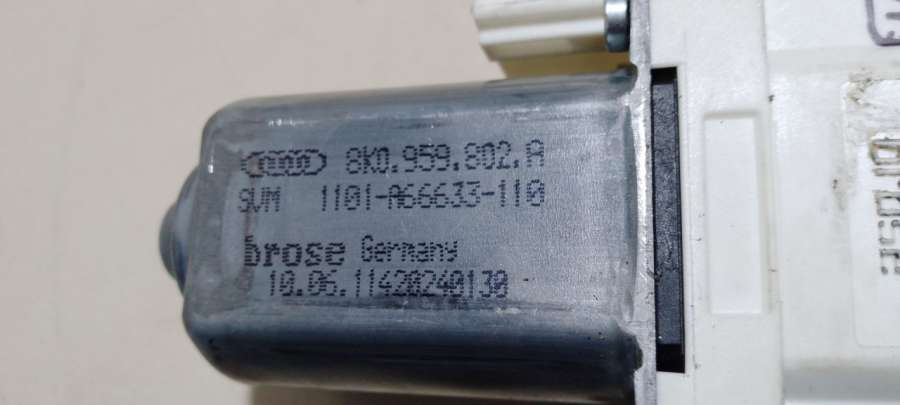 8K0.959.802.A
SVM 1101-A66633-110
brose Germany
10.06.11420240130